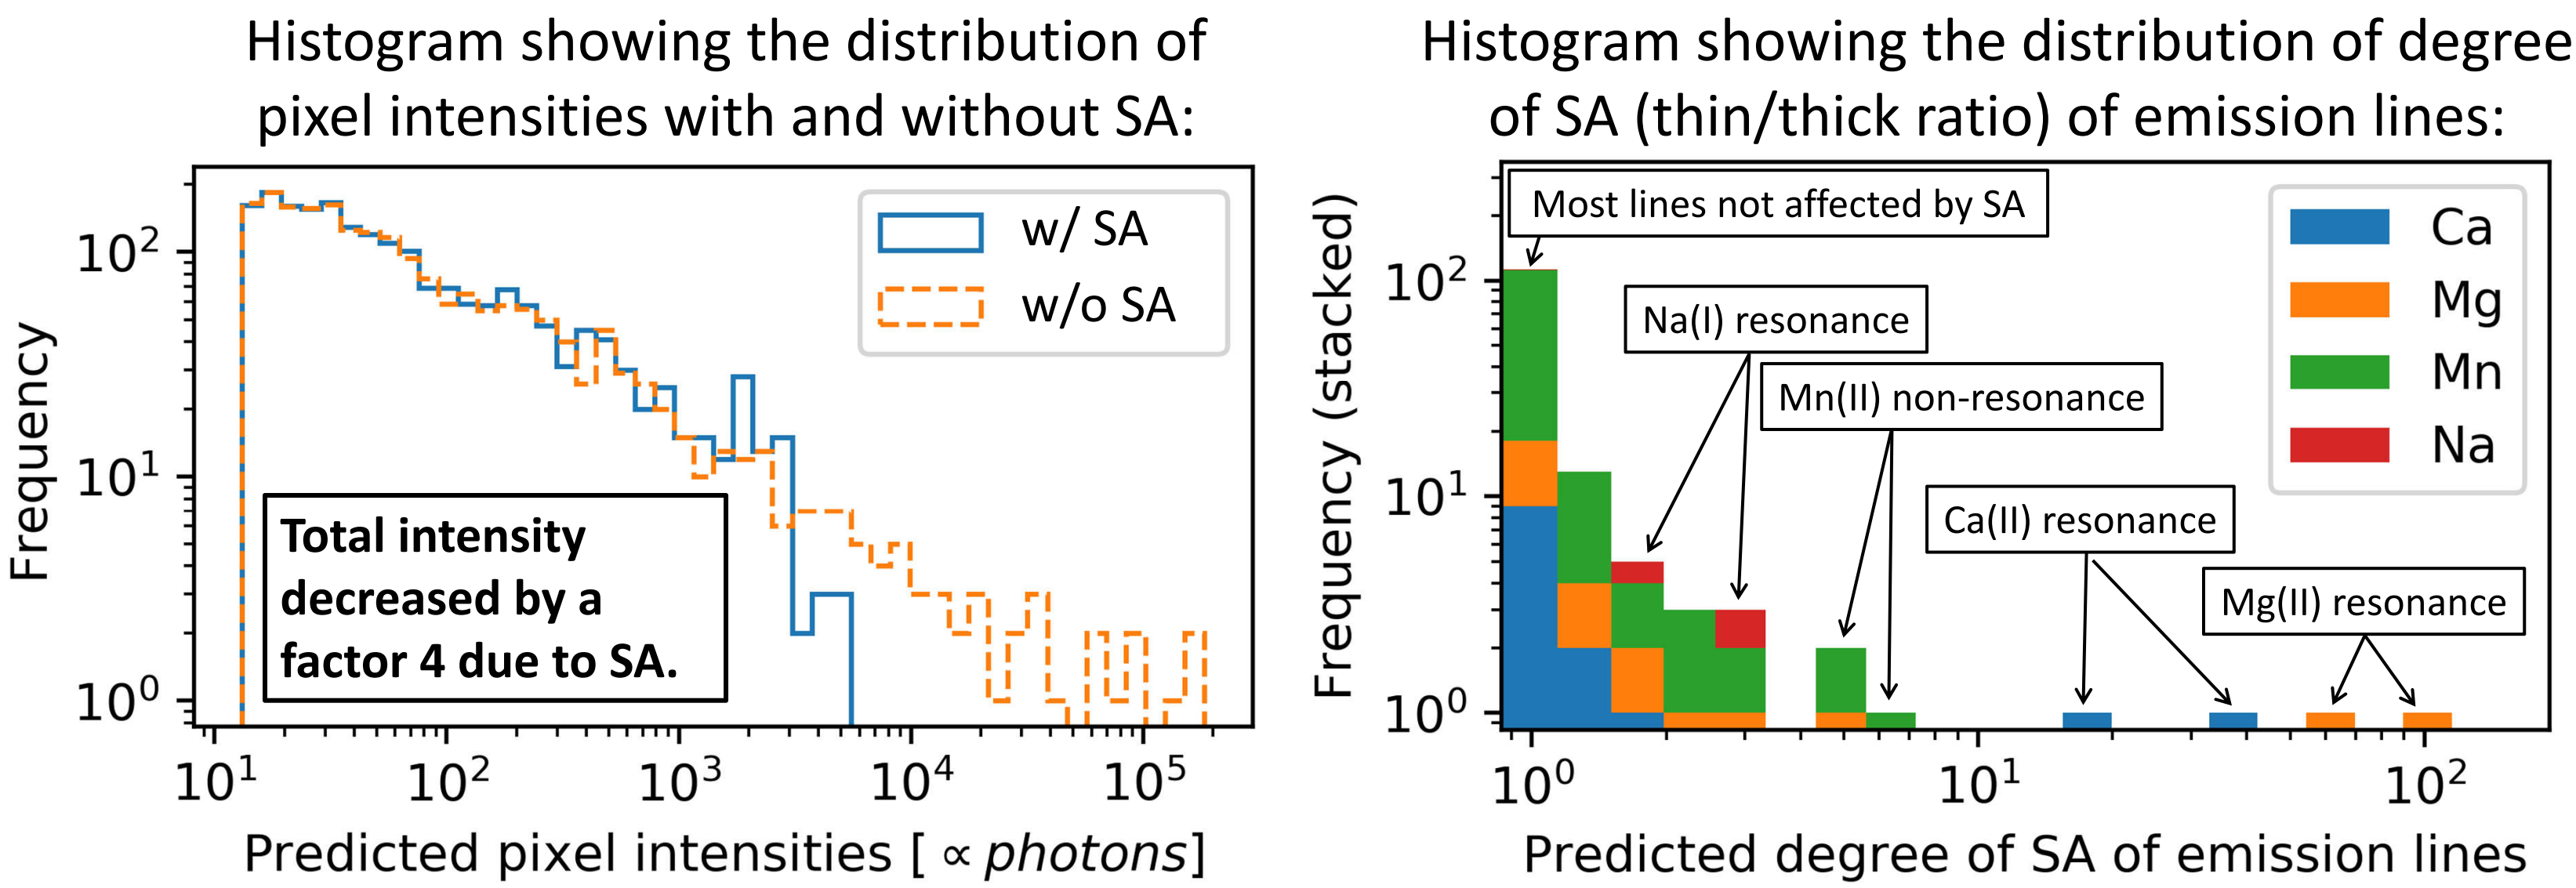 Histogram showing the distribution of
pixel intensities with and without SA:
Frequency
10²
10¹
10⁰
w/ SA
w/o SA
Total intensity
decreased by a
factor 4 due to SA.
10¹ 10² 10³ 10⁴ 10⁵
Predicted pixel intensities [ ∝ photons]
Histogram showing the distribution of degree
of SA (thin/thick ratio) of emission lines:
Frequency (stacked)
10²
10¹
10⁰
Most lines not affected by SA
Na(I) resonance
Mn(II) non-resonance
Ca(II) resonance
Mg(II) resonance
Ca
Mg
Mn
Na
10⁰ 10¹ 10²
Predicted degree of SA of emission lines